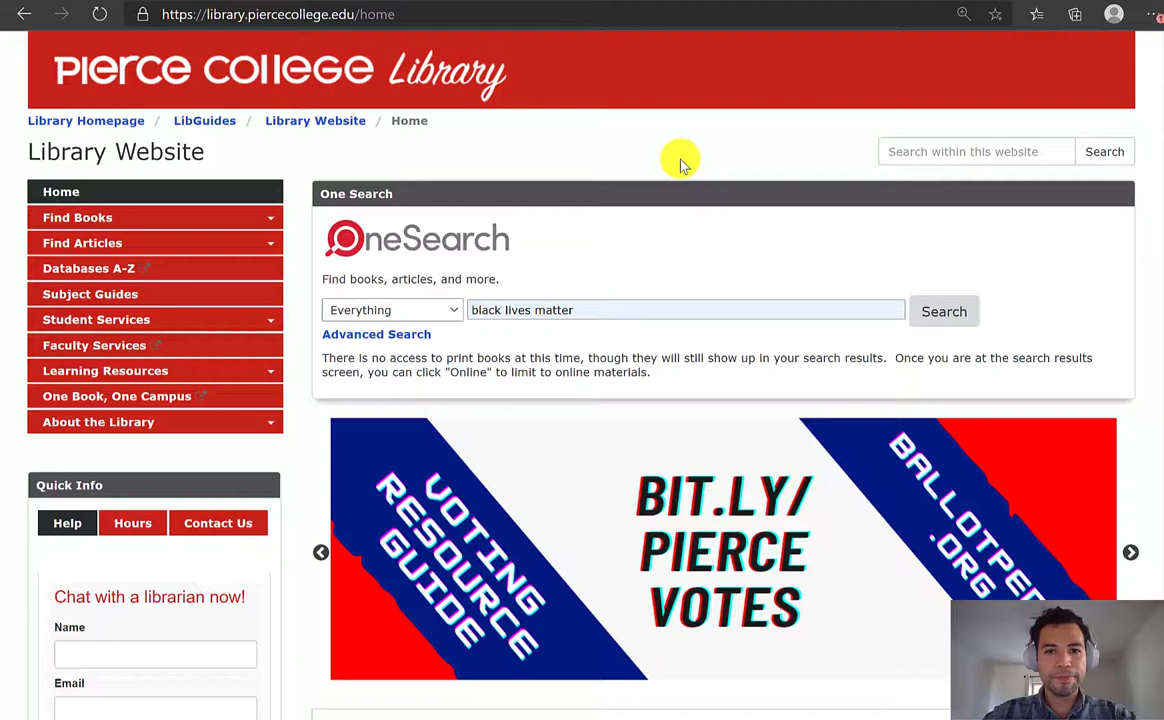 https://library.piercecollege.edu/home
PIERCE COLLEGE Library
Library Homepage / LibGuides / Library Website / Home
Library Website
Search within this website
Search
Home
Find Books
Find Articles
Databases A-Z
Subject Guides
Student Services
Faculty Services
Learning Resources
One Book, One Campus
About the Library
One Search
OneSearch
Find books, articles, and more.
Everything
black lives matter
Search
Advanced Search
There is no access to print books at this time, though they will still show up in your search results. Once you are at the search results
screen, you can click "Online" to limit to online materials.
VOTING
RESOURCE
GUIDE
BIT.LY/
PIERCE
VOTES
BALLOTPE
.ORG
Quick Info
Help
Hours
Contact Us
Chat with a librarian now!
Name
Email